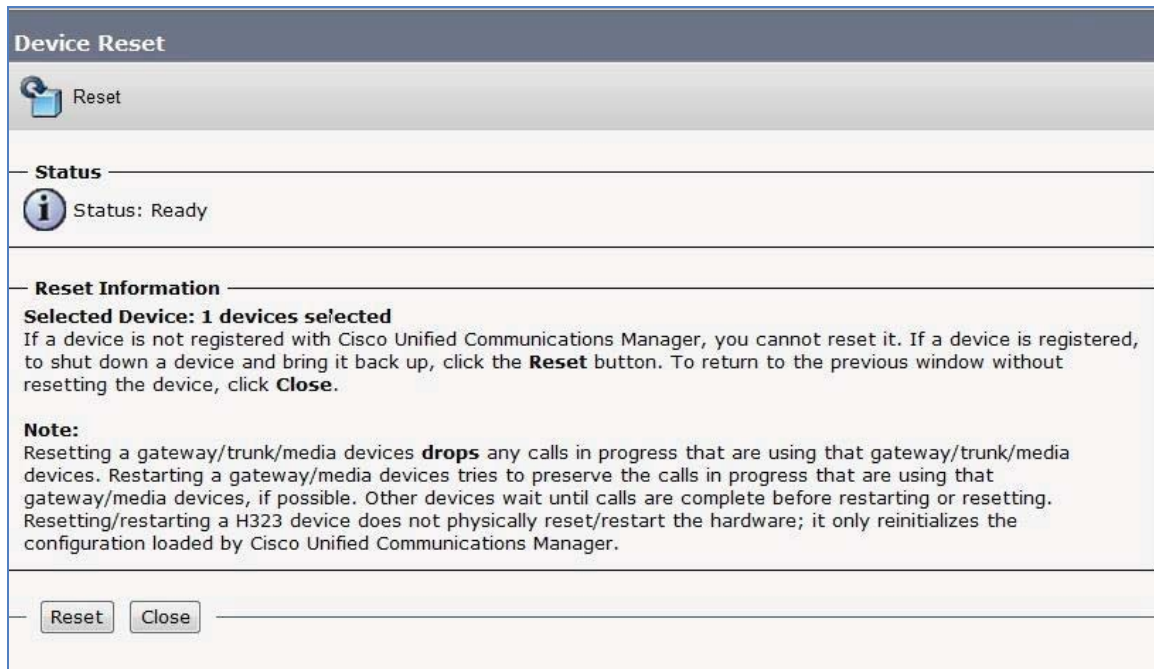 Device Reset
Reset
Status
Status: Ready
Reset Information
Selected Device: 1 devices selected
If a device is not registered with Cisco Unified Communications Manager, you cannot reset it. If a device is registered,
to shut down a device and bring it back up, click the Reset button. To return to the previous window without
resetting the device, click Close.
Note:
Resetting a gateway/trunk/media devices drops any calls in progress that are using that gateway/trunk/media
devices. Restarting a gateway/media devices tries to preserve the calls in progress that are using that
gateway/media devices, if possible. Other devices wait until calls are complete before restarting or resetting.
Resetting/restarting a H323 device does not physically reset/restart the hardware; it only reinitializes the
configuration loaded by Cisco Unified Communications Manager.
Reset Close